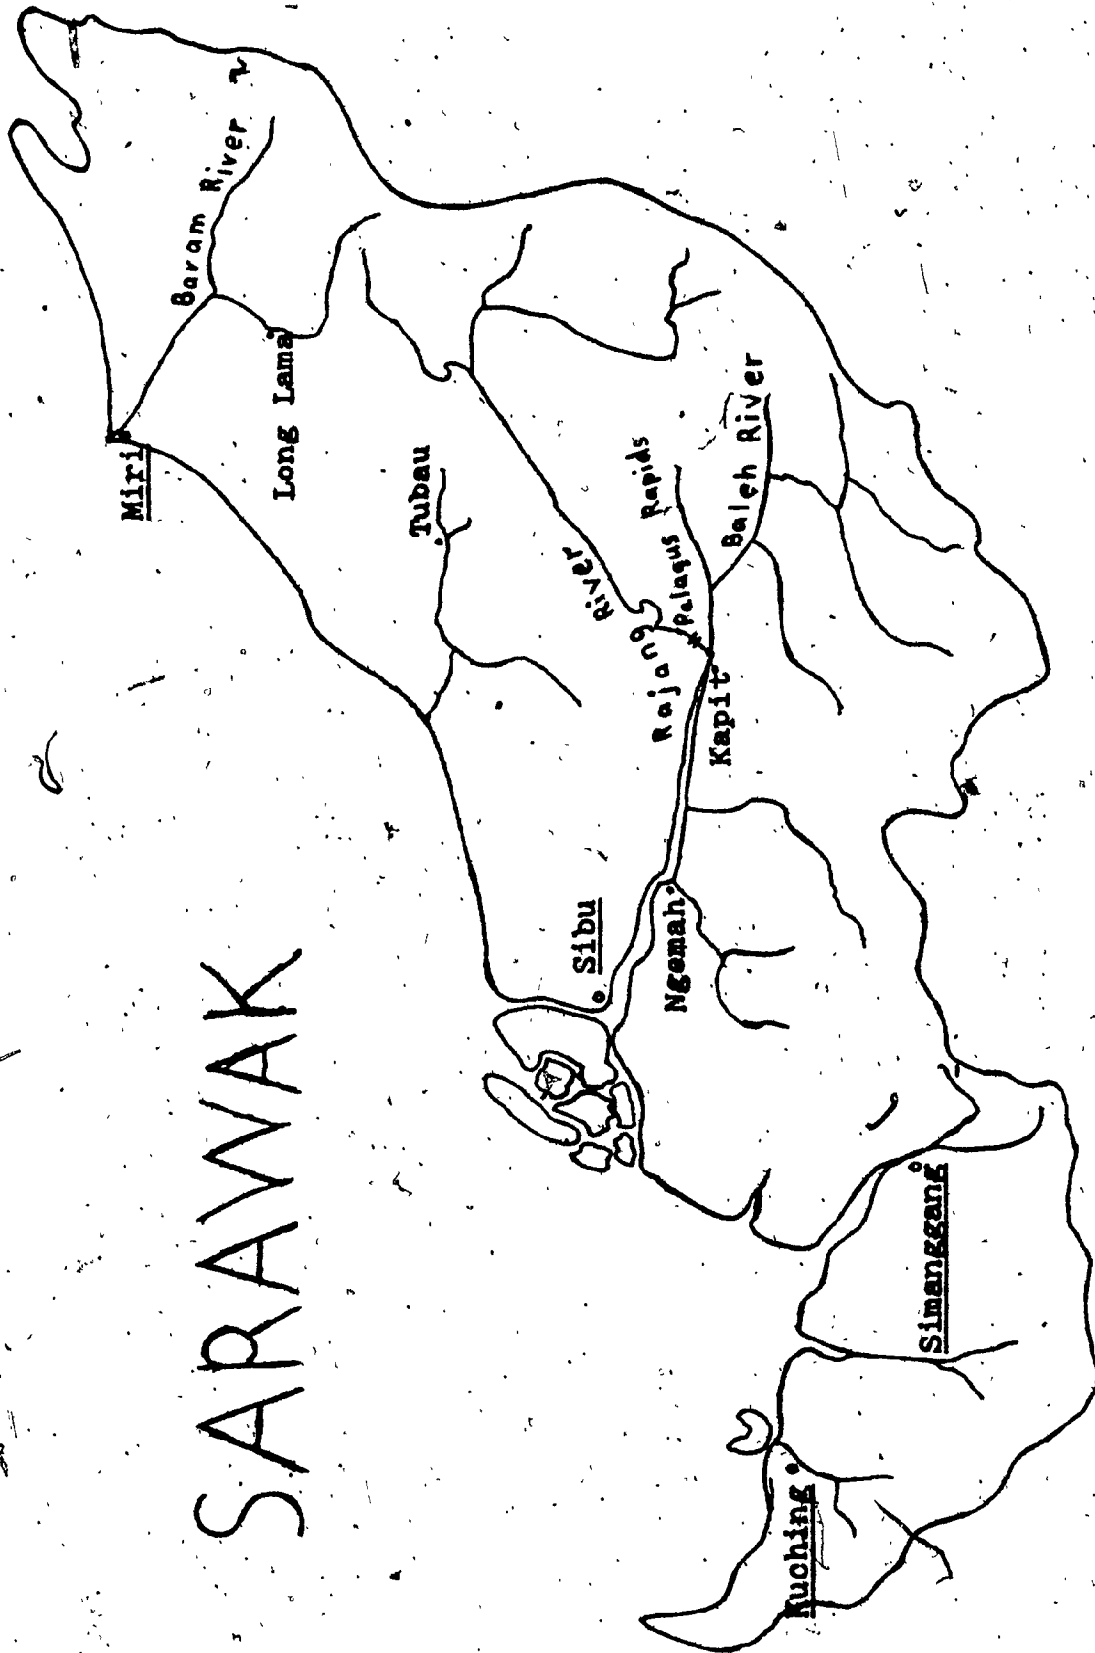 SARAWAK
Miri
Baram River
Long Lama
Tubau
Rajang River
Pelagus Rapids
Baleh River
Kapit
Sibu
Ngemah
Simanggang
Kuching